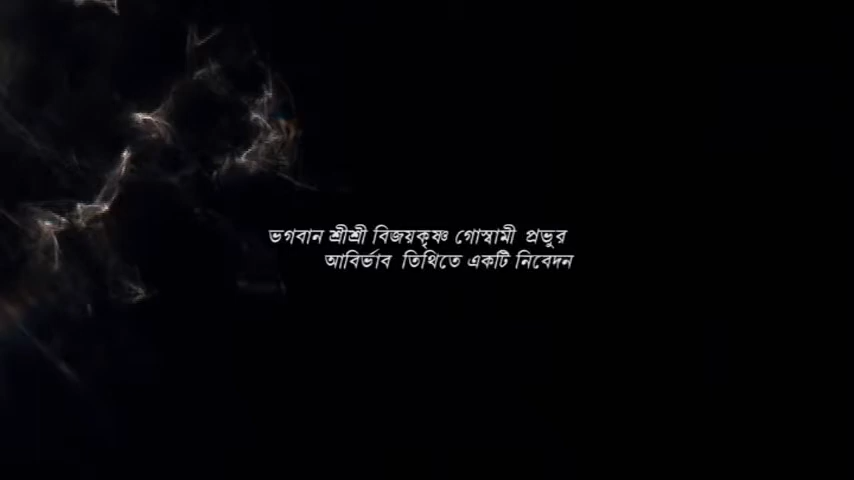 ভগবান শ্রীশ্রী বিজয়কৃষ্ণ গোস্বামী প্রভুর
আবির্ভাব তিথিতে একটি নিবেদন